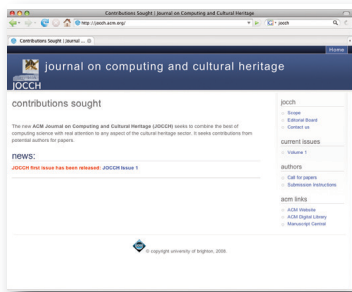 Contributions Sought | Journal on Computing and Cultural Heritage
http://jocch.acm.org/
jocch
Contributions Sought | Journal ...
Home
journal on computing and cultural heritage
JOCCH
contributions sought
The new ACM Journal on Computing and Cultural Heritage (JOCCH) seeks to combine the best of
computing science with real attention to any aspect of the cultural heritage sector. It seeks contributions from
potential authors for papers.
news:
JOCCH first issue has been released: JOCCH Issue 1
jocch
Scope
Editorial Board
Contact us
current issues
Volume 1
authors
Call for papers
Submission Instructions
acm links
ACM Website
ACM Digital Library
Manuscript Central
© copyright university of brighton, 2008.